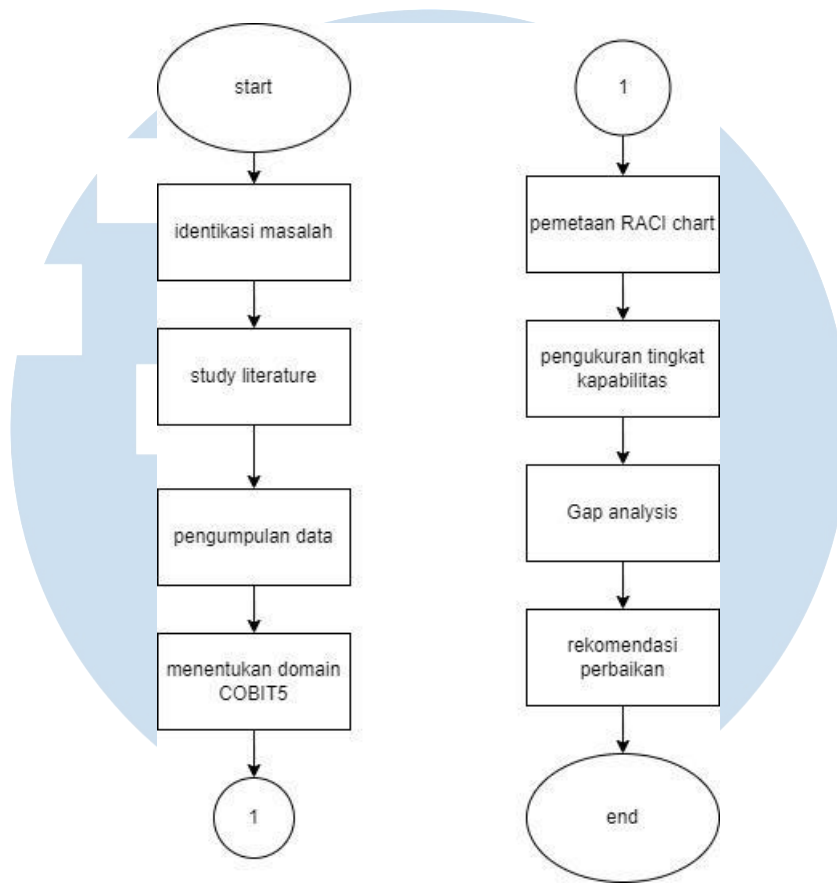 start
identikasi masalah
study literature
pengumpulan data
menentukan domain
COBIT5
1
1
pemetaan RACI chart
pengukuran tingkat
kapabilitas
Gap analysis
rekomendasi
perbaikan
end